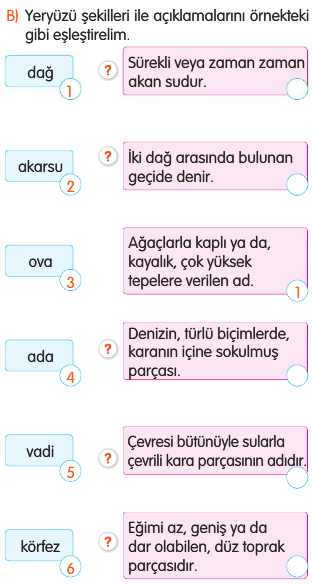 B) Yeryüzü şekilleri ile açıklamalarını örnekteki
gibi eşleştirelim.
dağ
1
?
Sürekli veya zaman zaman
akan sudur.
akarsu
2
?
İki dağ arasında bulunan
geçide denir.
ova
3
Ağaçlarla kaplı ya da,
kayalık, çok yüksek
tepelere verilen ad.
1
ada
4
?
Denizin, türlü biçimlerde,
karanın içine sokulmuş
parçası.
vadi
5
?
Çevresi bütünüyle sularla
çevrili kara parçasının adıdır.
körfez
6
?
Eğimi az, geniş ya da
dar olabilen, düz toprak
parçasıdır.